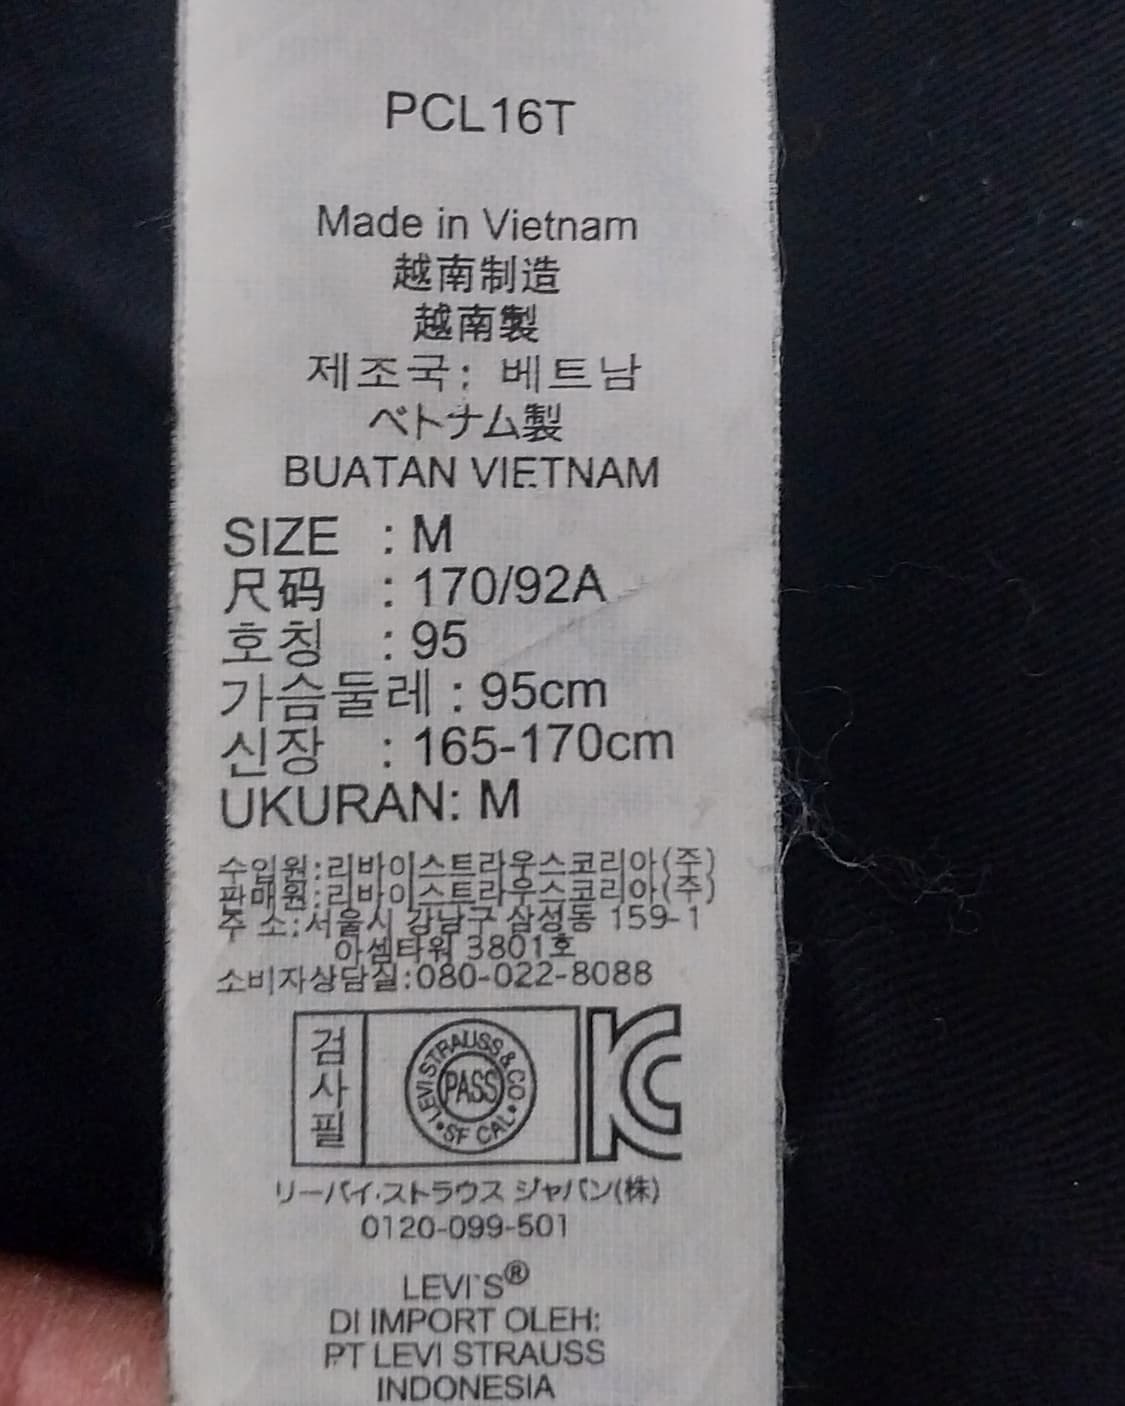 PCL16T
Made in Vietnam
越南制造
越南製
제조국: 베트남
ベトナム製
BUATAN VIETNAM
SIZE : M
尺码 : 170/92A
호칭 : 95
가슴둘레 : 95cm
신장 : 165-170cm
UKURAN: M
수입원:리바이스트라우스코리아(주)
판매원:리바이스트라우스코리아(주)
주 소:서울시 강남구 삼성동 159-1
아셈타워 3801호
소비자상담실:080-022-8088
검사필
LEVI STRAUSS & CO. SF CAL.
PASS
KC
リーバイ・ストラウス ジャパン(株)
0120-099-501
LEVI'S®
DI IMPORT OLEH:
PT LEVI STRAUSS
INDONESIA